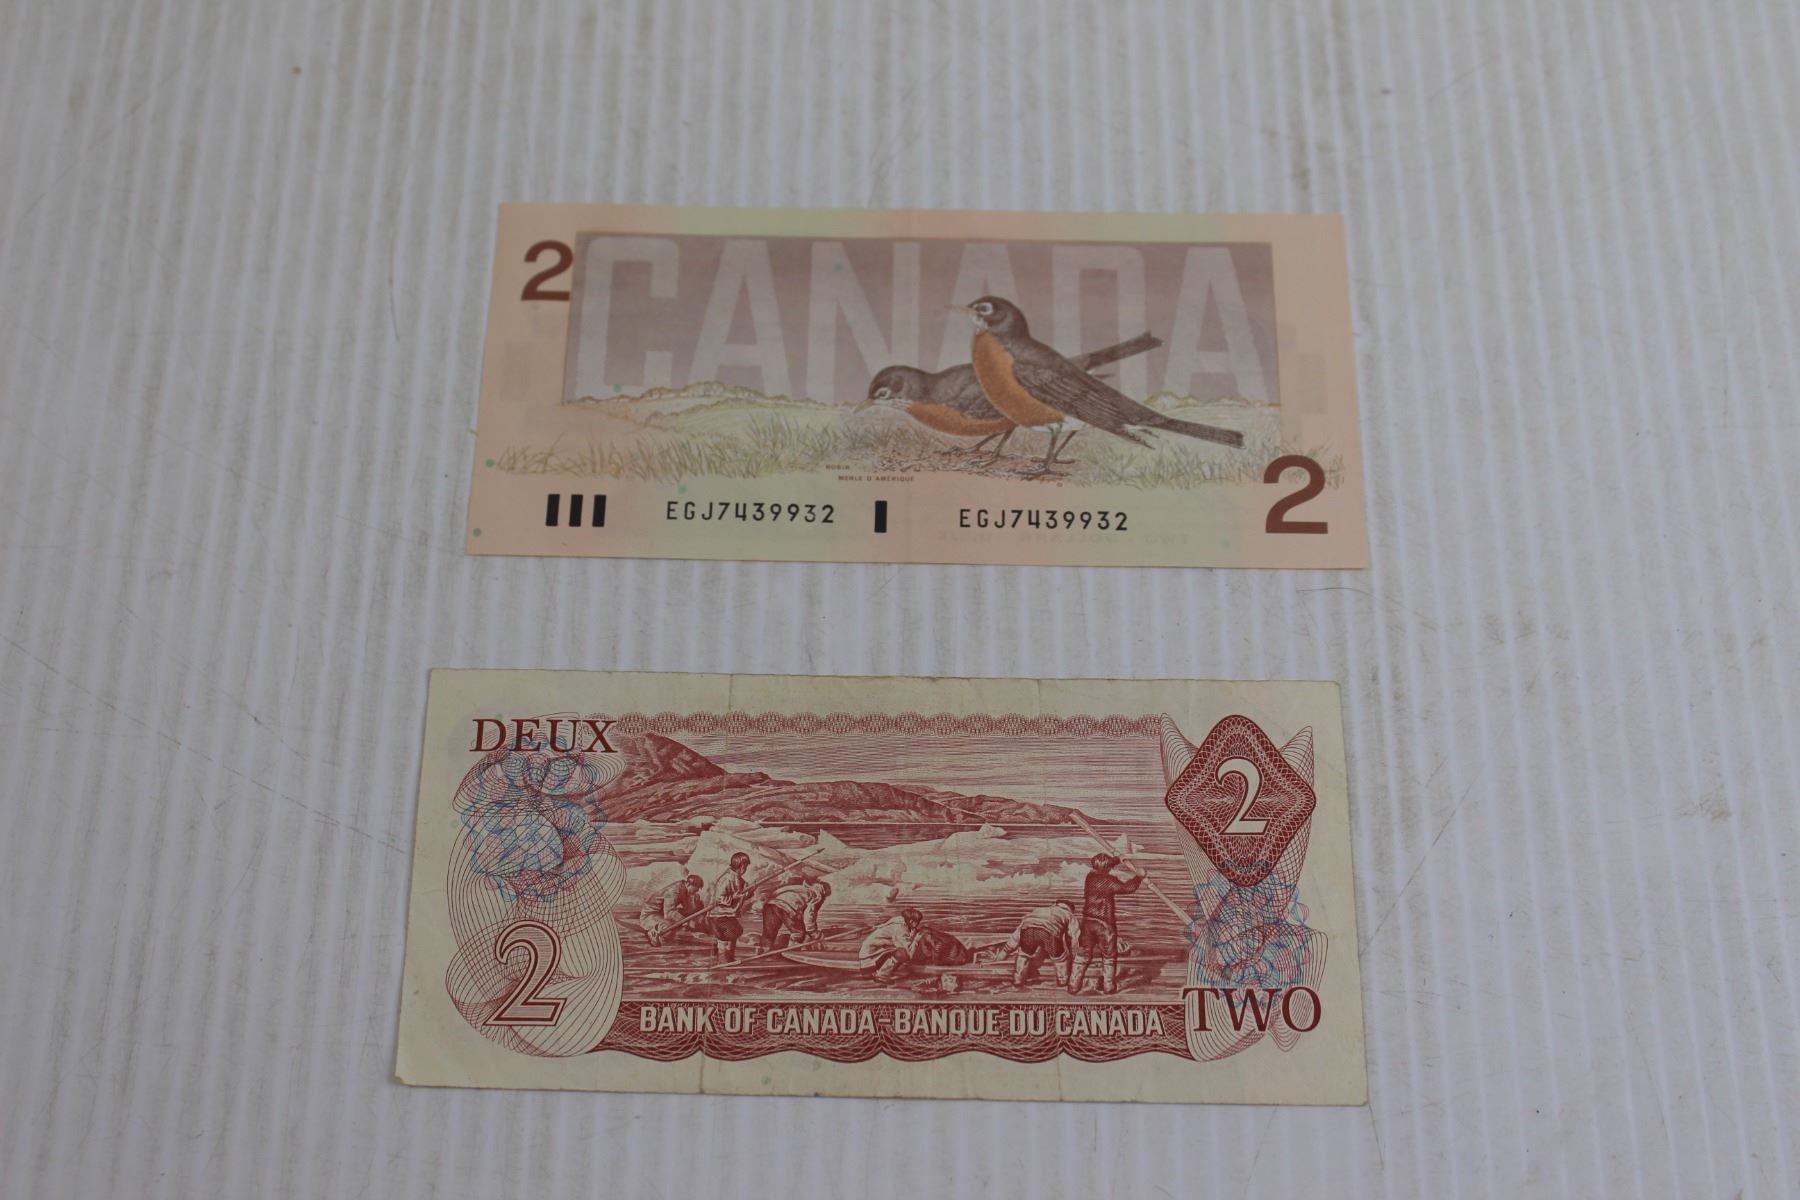 2
CANADA
ROBIN
MERLE D'AMÉRIQUE
EGJ7439932 EGJ7439932
2
DEUX
2
2
BANK OF CANADA-BANQUE DU CANADA
TWO